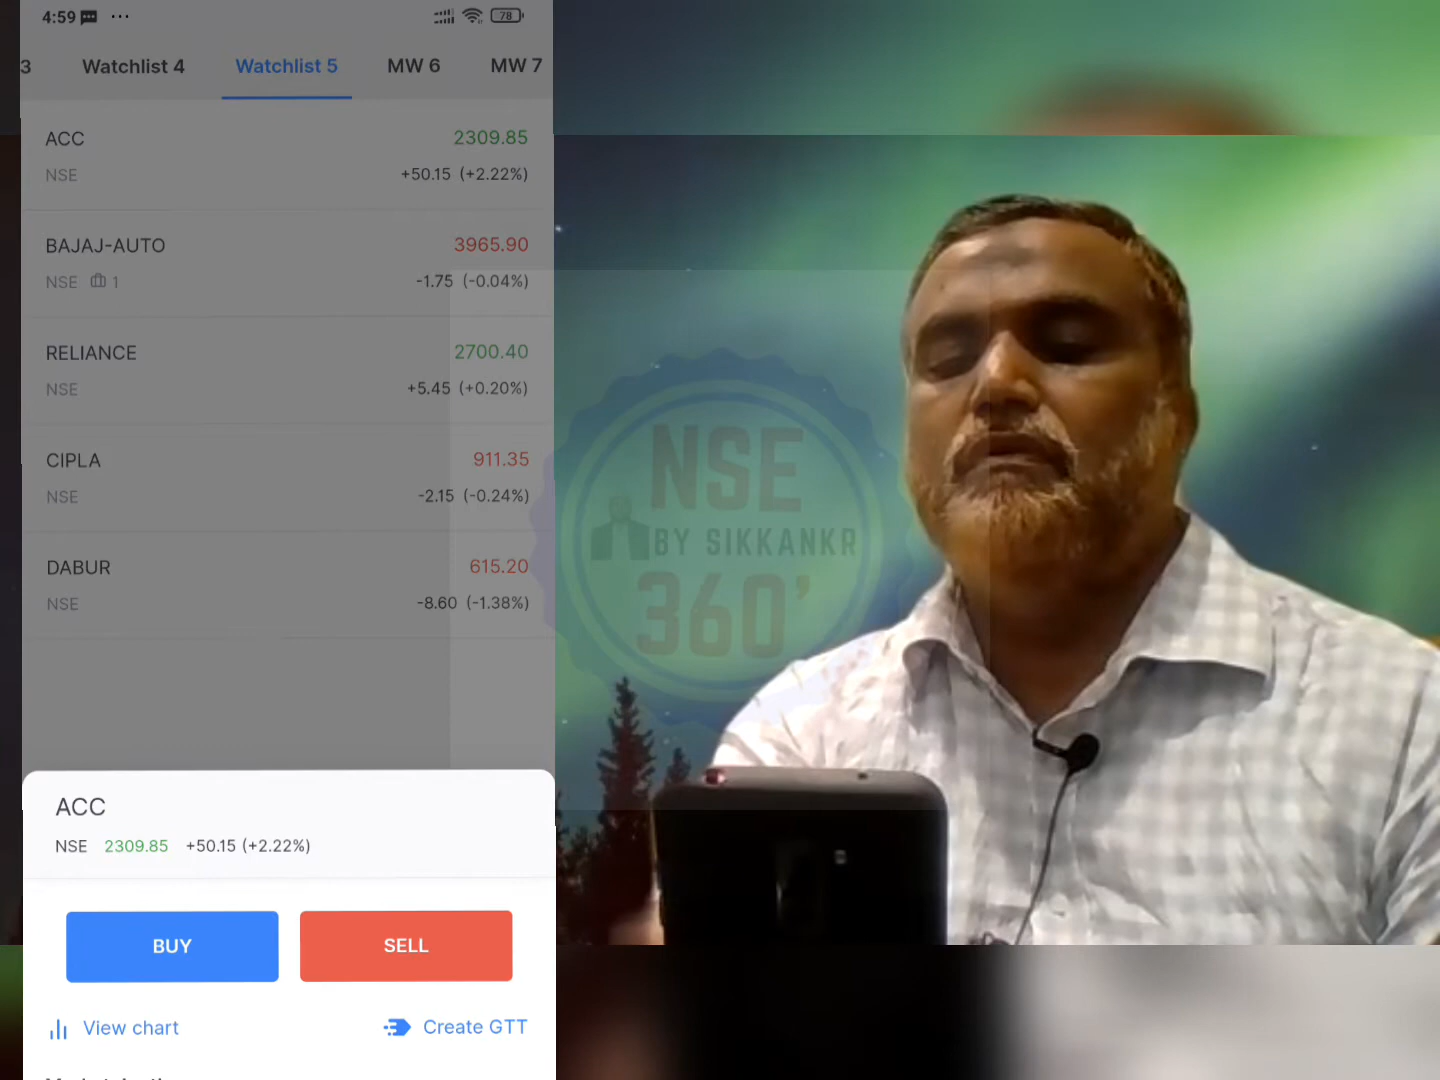 4:59 ... 78
3 Watchlist 4 Watchlist 5 MW 6 MW 7
ACC 2309.85
NSE +50.15 (+2.22%)
BAJAJ-AUTO 3965.90
NSE 1 -1.75 (-0.04%)
RELIANCE 2700.40
NSE +5.45 (+0.20%)
CIPLA 911.35
NSE -2.15 (-0.24%)
DABUR 615.20
NSE -8.60 (-1.38%)
NSE
BY SIKKANKR
360'
ACC
NSE 2309.85 +50.15 (+2.22%)
BUY SELL
View chart Create GTT